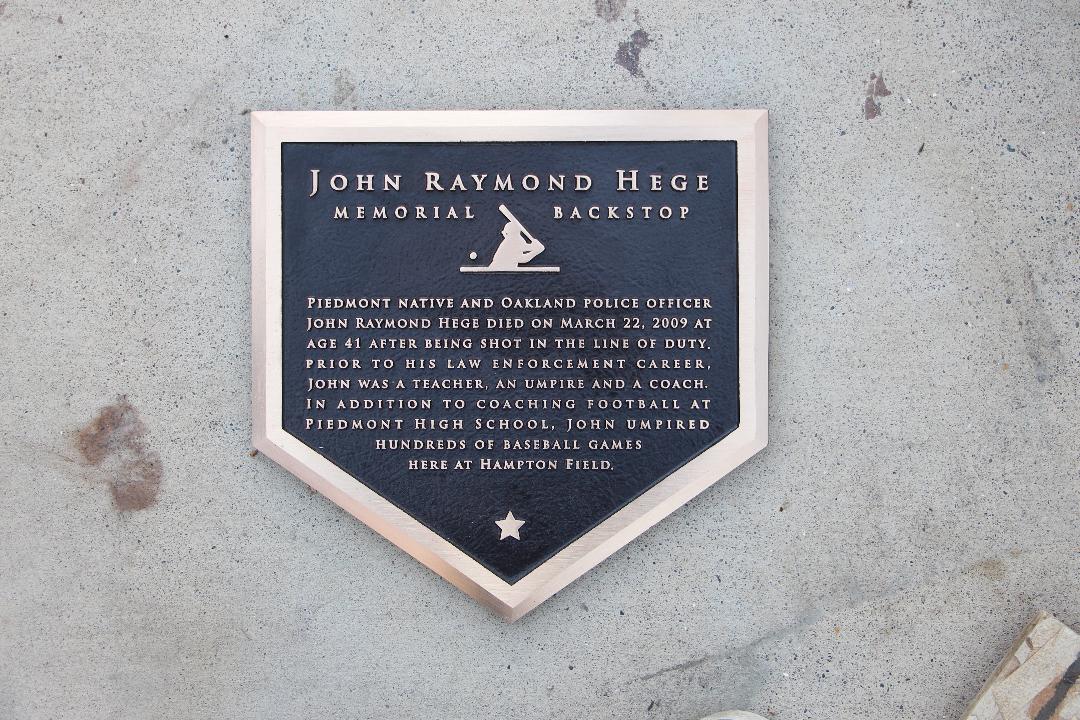 John Raymond Hege
MEMORIAL BACKSTOP
Piedmont native and Oakland police officer
John Raymond Hege died on March 22, 2009 at
age 41 after being shot in the line of duty.
prior to his law enforcement career,
John was a teacher, an umpire and a coach.
In addition to coaching football at
Piedmont High School, John umpired
hundreds of baseball games
here at Hampton Field.